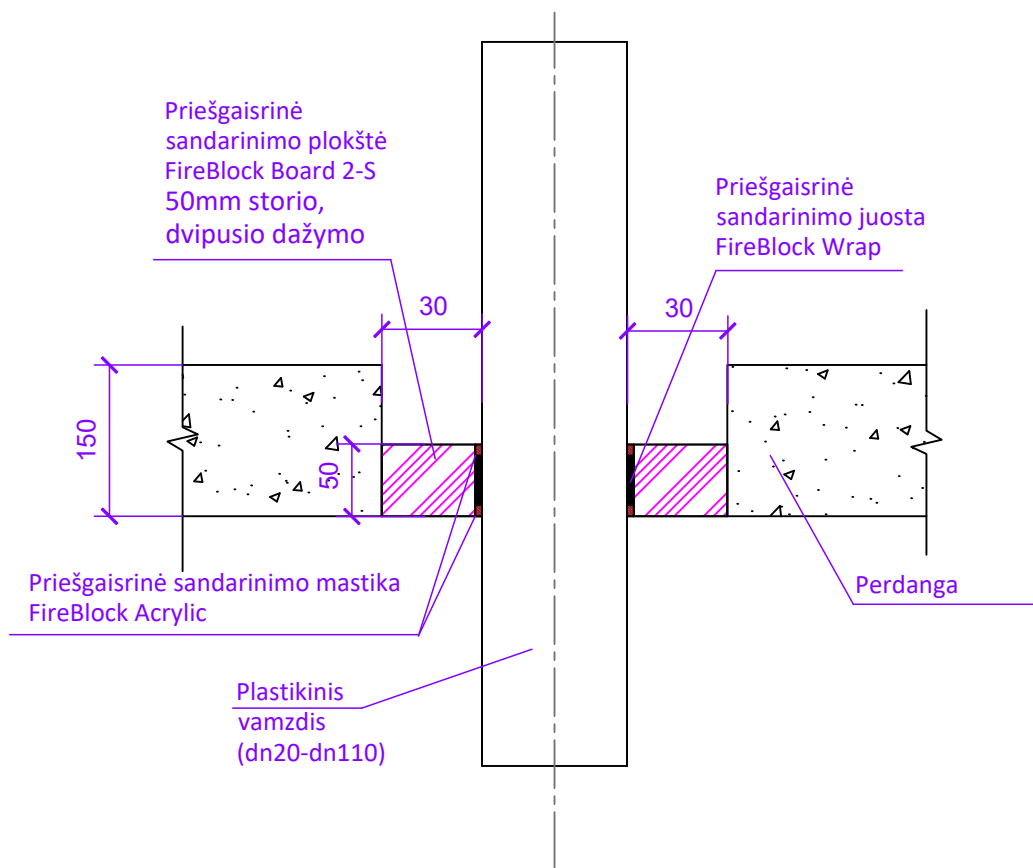 Priešgaisrinė
sandarinimo plokštė
FireBlock Board 2-S
50mm storio,
dvipusio dažymo
Priešgaisrinė
sandarinimo juosta
FireBlock Wrap
30
30
150
50
Priešgaisrinė sandarinimo mastika
FireBlock Acrylic
Perdanga
Plastikinis
vamzdis
(dn20-dn110)